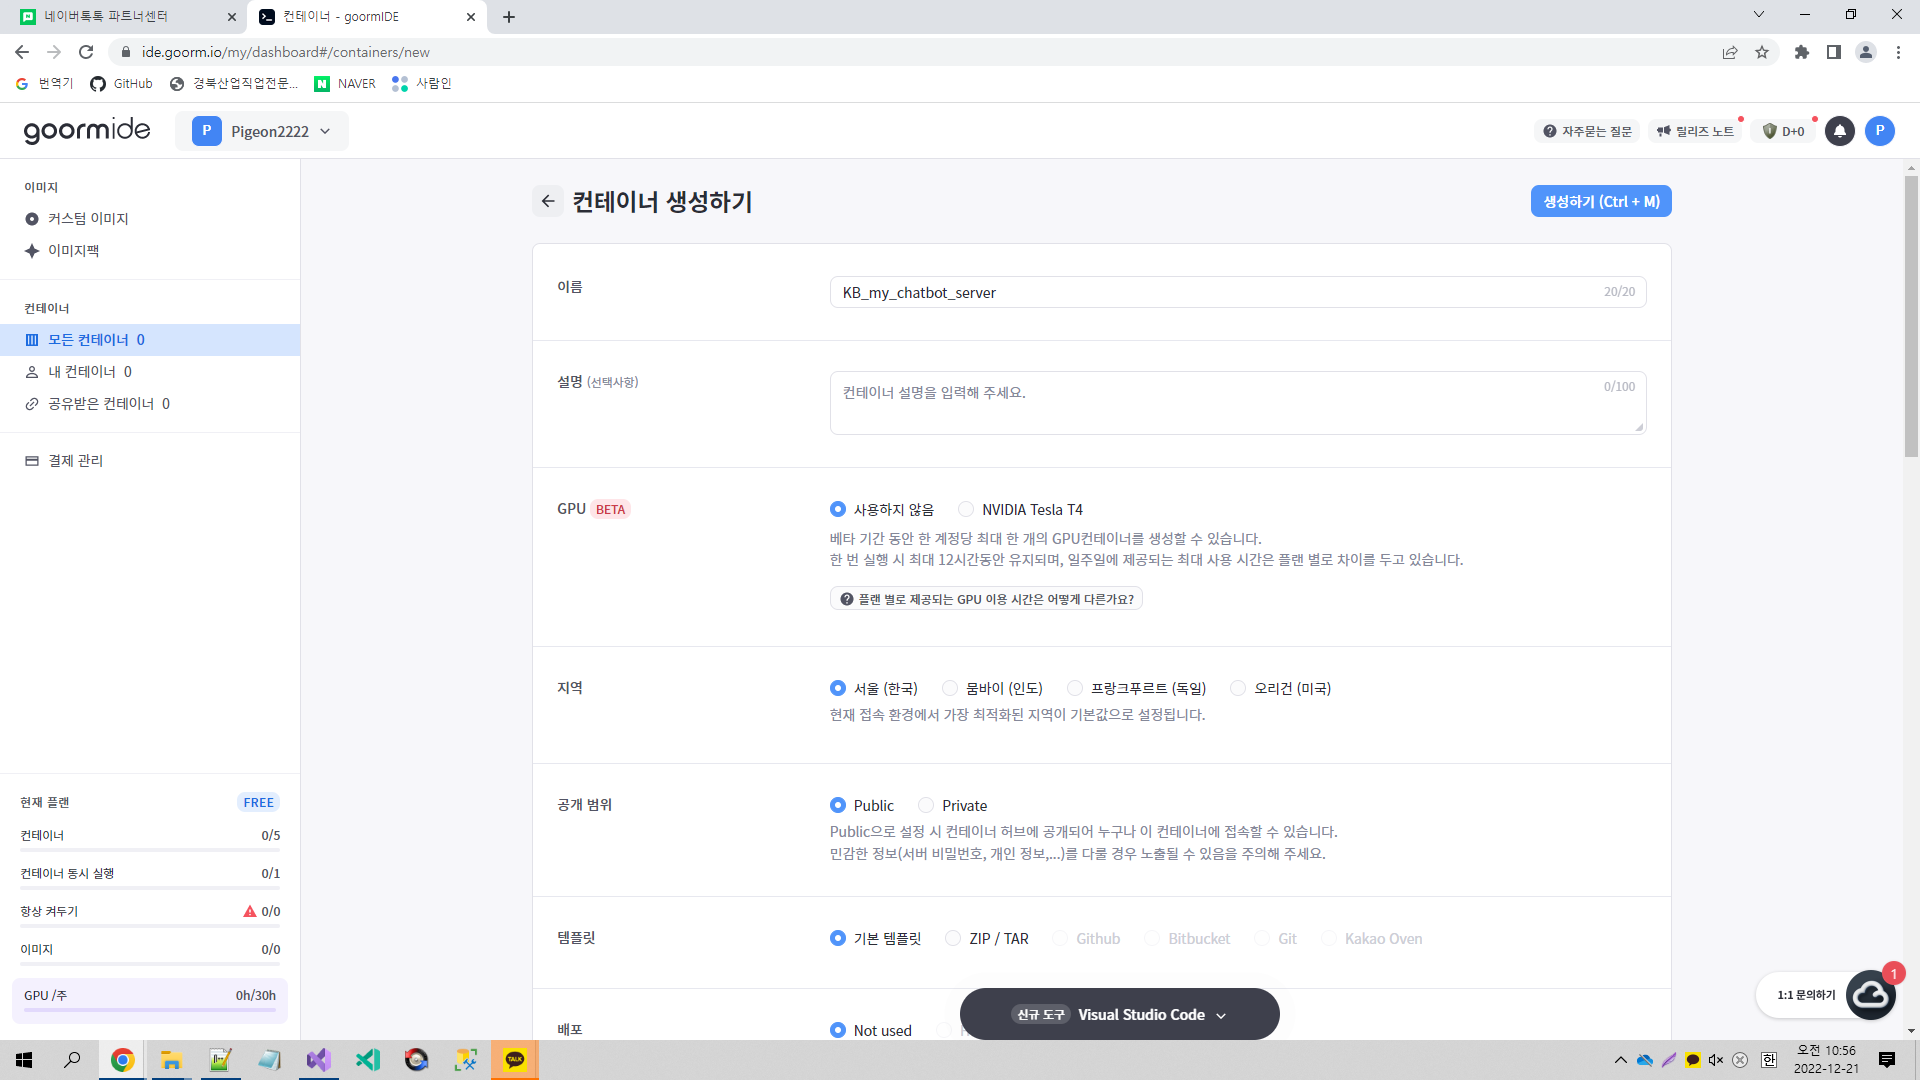 네이버톡톡 파트너센터
컨테이너 - goormIDE
ide.goorm.io/my/dashboard#/containers/new
번역기
GitHub
경북산업직업전문...
NAVER
사람인
goormide
P
Pigeon2222
자주묻는 질문
릴리즈 노트
D+0
P
이미지
커스텀 이미지
이미지팩
컨테이너
모든 컨테이너 0
내 컨테이너 0
공유받은 컨테이너 0
결제 관리
현재 플랜 FREE
컨테이너 0/5
컨테이너 동시 실행 0/1
항상 켜두기 0/0
이미지 0/0
GPU /주 0h/30h
컨테이너 생성하기
생성하기 (Ctrl + M)
이름
KB_my_chatbot_server 20/20
설명 (선택사항)
컨테이너 설명을 입력해 주세요. 0/100
GPU BETA
사용하지 않음 NVIDIA Tesla T4
베타 기간 동안 한 계정당 최대 한 개의 GPU컨테이너를 생성할 수 있습니다.
한 번 실행 시 최대 12시간동안 유지되며, 일주일에 제공되는 최대 사용 시간은 플랜 별로 차이를 두고 있습니다.
플랜 별로 제공되는 GPU 이용 시간은 어떻게 다른가요?
지역
서울 (한국) 뭄바이 (인도) 프랑크푸르트 (독일) 오리건 (미국)
현재 접속 환경에서 가장 최적화된 지역이 기본값으로 설정됩니다.
공개 범위
Public Private
Public으로 설정 시 컨테이너 허브에 공개되어 누구나 이 컨테이너에 접속할 수 있습니다.
민감한 정보(서버 비밀번호, 개인 정보,...)를 다룰 경우 노출될 수 있음을 주의해 주세요.
템플릿
기본 템플릿 ZIP / TAR Github Bitbucket Git Kakao Oven
배포
Not used
신규 도구 Visual Studio Code
1:1 문의하기
1
TALK
한
오전 10:56
2022-12-21